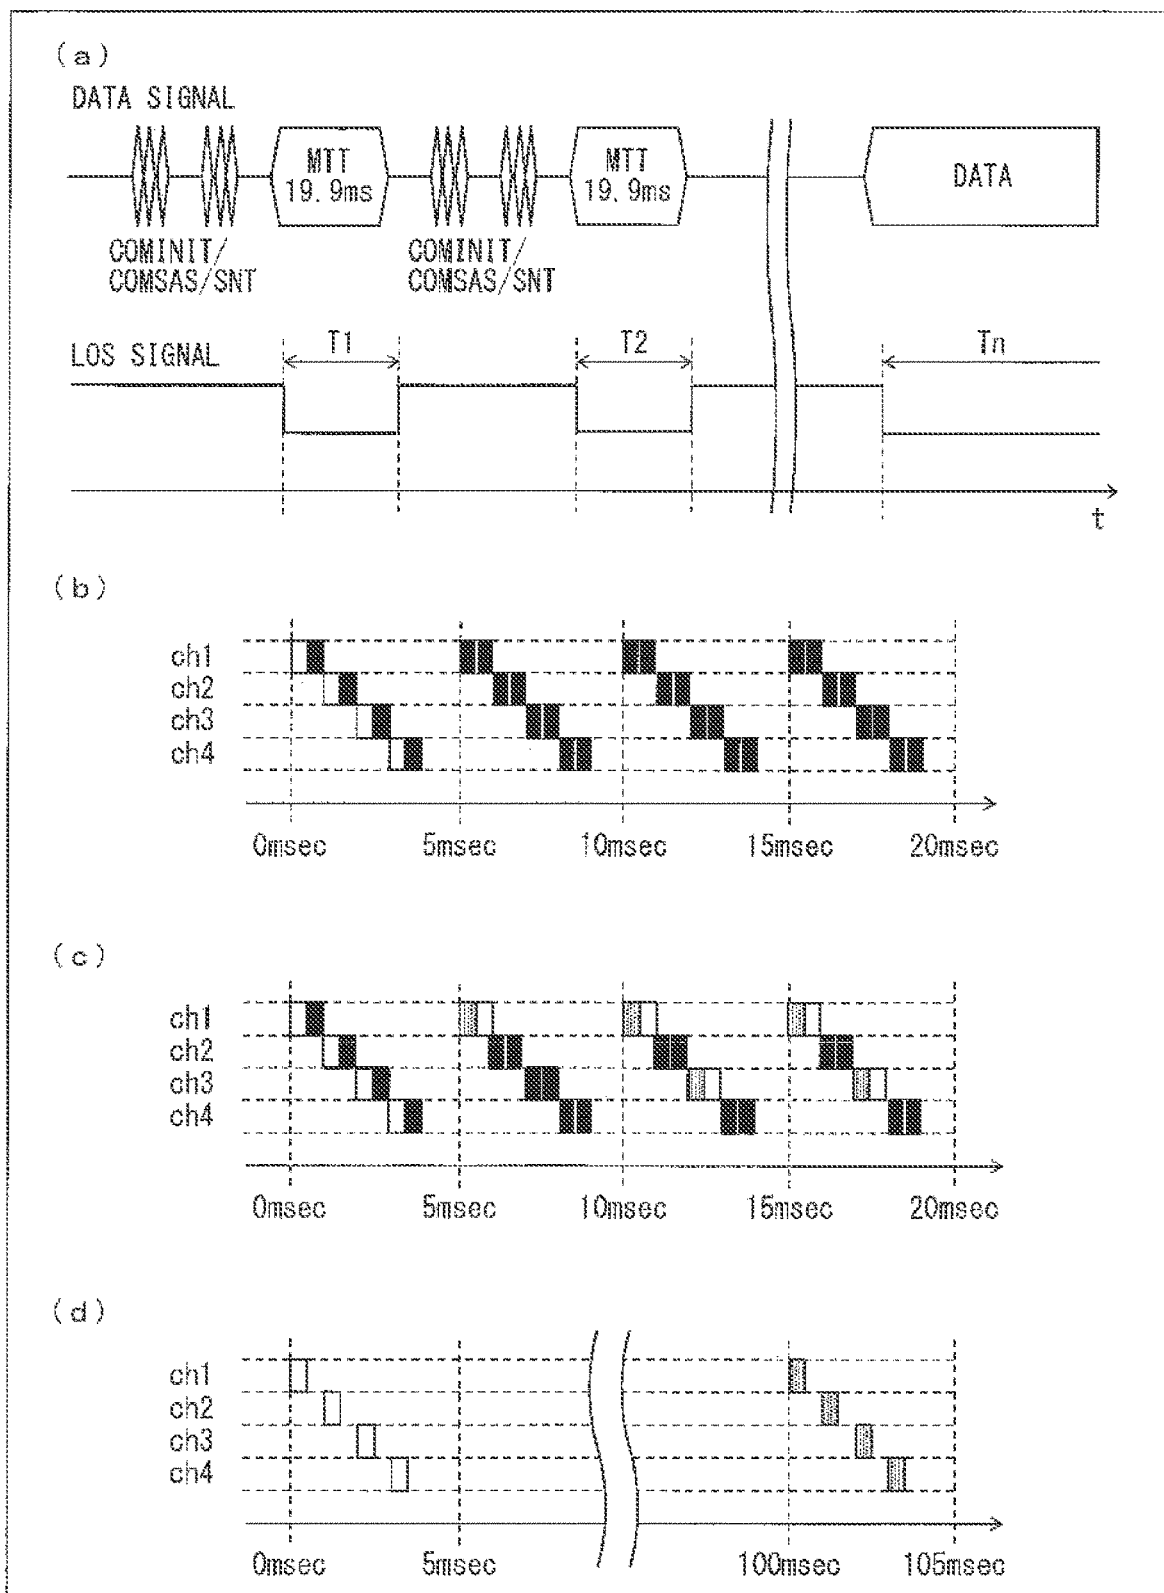 (a)
DATA SIGNAL
MTT
19.9ms
MTT
19.9ms
DATA
COMINIT/
COMSAS/SNT
COMINIT/
COMSAS/SNT
LOS SIGNAL
T1
T2
Tn
t
(b)
ch1
ch2
ch3
ch4
0msec 5msec 10msec 15msec 20msec
(c)
ch1
ch2
ch3
ch4
0msec 5msec 10msec 15msec 20msec
(d)
ch1
ch2
ch3
ch4
0msec 5msec 100msec 105msec